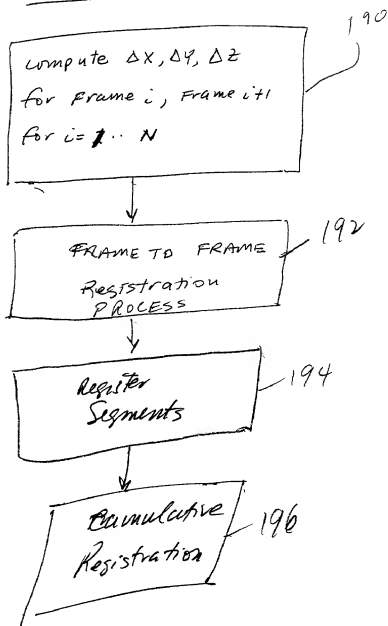 190
compute ΔX, ΔY, ΔZ
for Frame i, Frame i+1
for i= 1 .. N
FRAME TO FRAME
Registration
PROCESS
192
Register
Segments
194
Cumulative
Registration
196